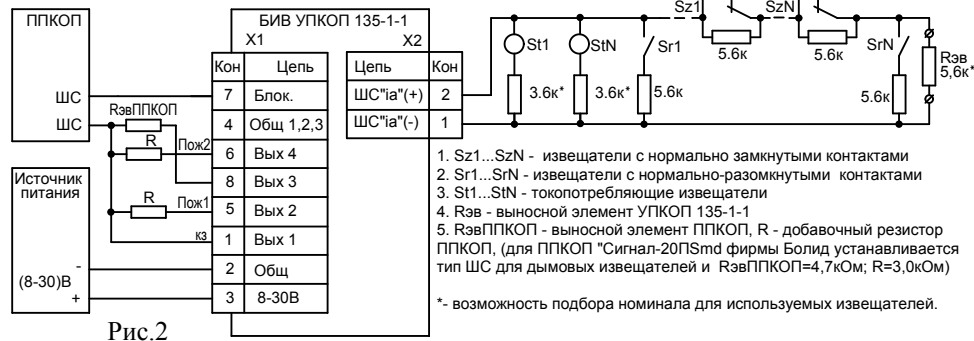 ППКОП
ШС
ШС
RэвППКОП
R
Пож2
R
Пож1
кз
Источник
питания
(8-30)В
-
+
БИВ УПКОП 135-1-1
X1
X2
Кон Цепь
7 Блок.
4 Общ 1,2,3
6 Вых 4
8 Вых 3
5 Вых 2
1 Вых 1
2 Общ
3 8-30В
Цепь Кон
ШС"ia"(+) 2
ШС"ia"(-) 1
St1
StN
Sr1
Sz1
SzN
SrN
3.6к*
3.6к*
5.6к
5.6к
5.6к
5.6к
Rэв
5,6к*
1. Sz1...SzN - извещатели с нормально замкнутыми контактами
2. Sr1...SrN - извещатели с нормально-разомкнутыми контактами
3. St1...StN - токопотребляющие извещатели
4. Rэв - выносной элемент УПКОП 135-1-1
5. RэвППКОП - выносной элемент ППКОП, R - добавочный резистор
ППКОП, (для ППКОП "Сигнал-20ПSmd фирмы Болид устанавливается
тип ШС для дымовых извещателей и RэвППКОП=4,7кОм; R=3,0кОм)
*- возможность подбора номинала для используемых извещателей.
Рис.2